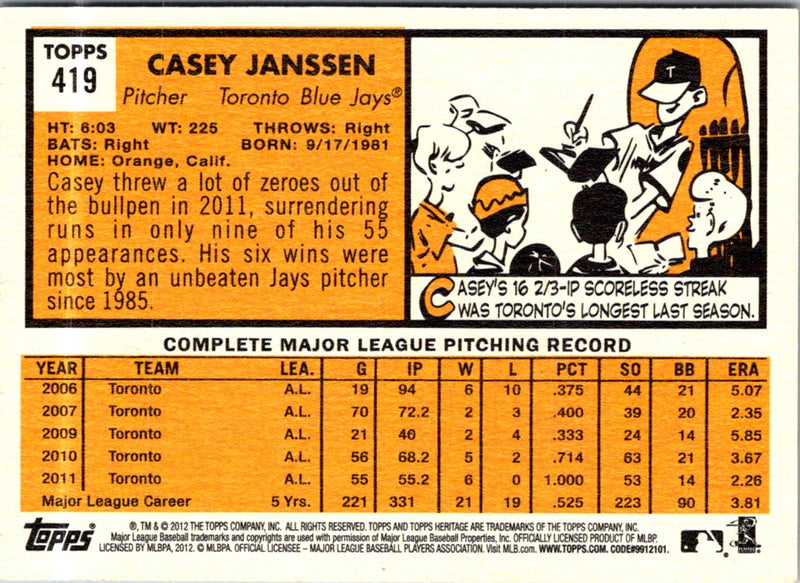 TOPPS
419
CASEY JANSSEN
Pitcher Toronto Blue Jays®
HT: 6:03 WT: 225 THROWS: Right
BATS: Right BORN: 9/17/1981
HOME: Orange, Calif.
Casey threw a lot of zeroes out of
the bullpen in 2011, surrendering
runs in only nine of his 55
appearances. His six wins were
most by an unbeaten Jays pitcher
since 1985.
T
CASEY'S 16 2/3-IP SCORELESS STREAK
WAS TORONTO'S LONGEST LAST SEASON.
COMPLETE MAJOR LEAGUE PITCHING RECORD
YEAR TEAM LEA. G IP W L PCT SO BB ERA
2006 Toronto A.L. 19 94 6 10 .375 44 21 5.07
2007 Toronto A.L. 70 72.2 2 3 .400 39 20 2.35
2009 Toronto A.L. 21 40 2 4 .333 24 14 5.85
2010 Toronto A.L. 56 68.2 5 2 .714 63 21 3.67
2011 Toronto A.L. 55 55.2 6 0 1.000 53 14 2.26
Major League Career 5 Yrs. 221 331 21 19 .525 223 90 3.81
Topps
®, TM & © 2012 THE TOPPS COMPANY, INC. ALL RIGHTS RESERVED. TOPPS AND TOPPS HERITAGE ARE TRADEMARKS OF THE TOPPS COMPANY, INC.
Major League Baseball trademarks and copyrights are used with permission of Major League Baseball Properties, Inc. OFFICIALLY LICENSED PRODUCT OF MLBP.
LICENSED BY MLBPA, 2012. © MLBPA. OFFICIAL LICENSEE – MAJOR LEAGUE BASEBALL PLAYERS ASSOCIATION. Visit MLB.com. WWW.TOPPS.COM. CODE#9912101.